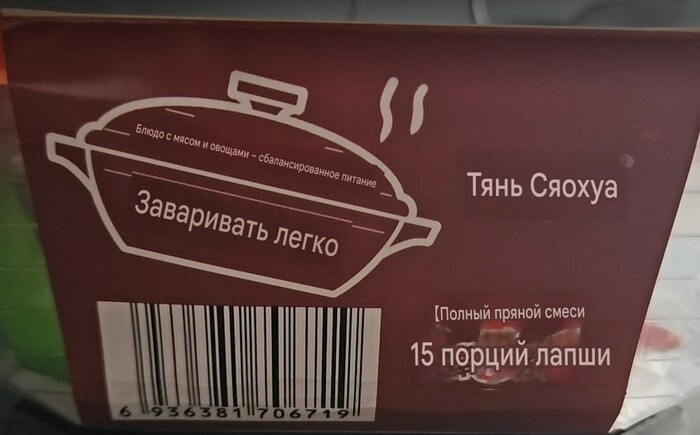 Блюдо с мясом и овощами – сбалансированное питание
Заваривать легко
Тянь Сяохуа
【Полный пряной смеси
15 порций лапши
6 936381 706719